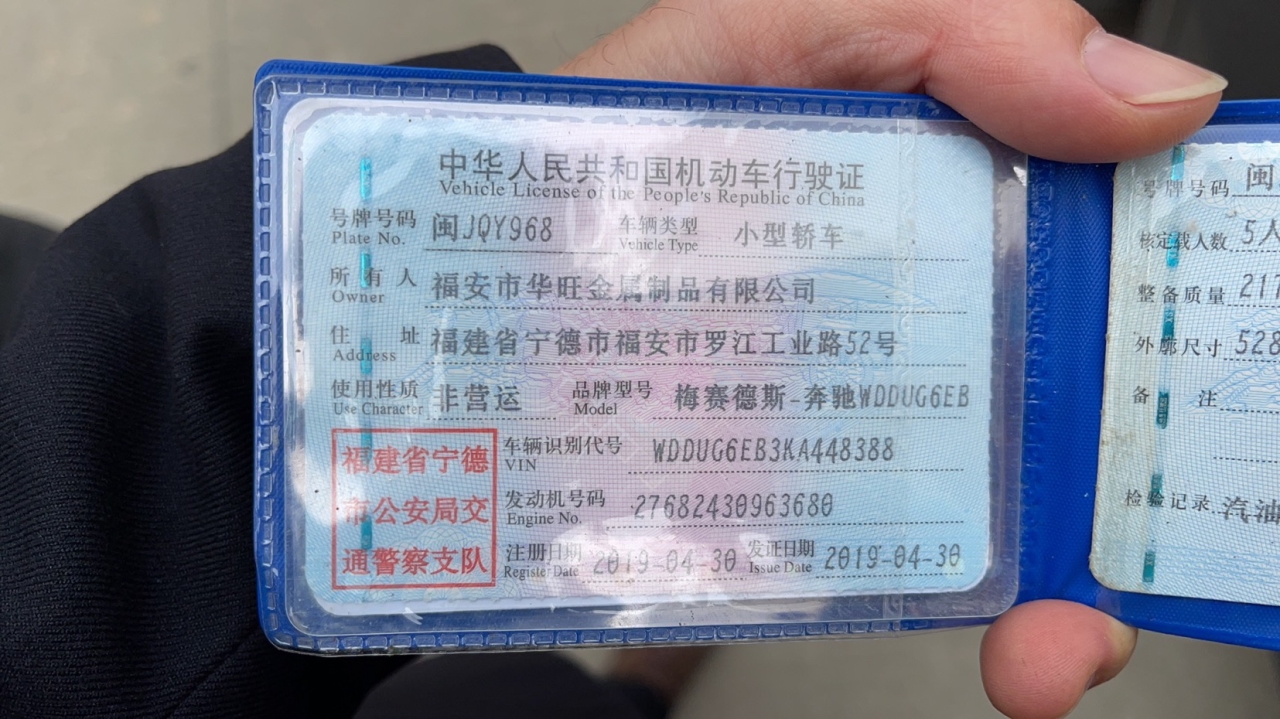 中华人民共和国机动车行驶证
Vehicle License of the People's Republic of China
号牌号码 闽JQY968 车辆类型 小型轿车
Plate No. Vehicle Type
所有人 福安市华旺金属制品有限公司
Owner
住址 福建省宁德市福安市罗江工业路52号
Address
使用性质 非营运 品牌型号 梅赛德斯-奔驰WDDUG6EB
Use Character Model
福建省宁德
市公安局交
通警察支队
车辆识别代号 WDDUG6EB3KA448388
VIN
发动机号码 27682430963680
Engine No.
注册日期 2019-04-30 发证日期 2019-04-30
Register Date Issue Date
号牌号码 闽
核定载人数 5人
整备质量 211
外廓尺寸 528
备注
检验记录 汽油